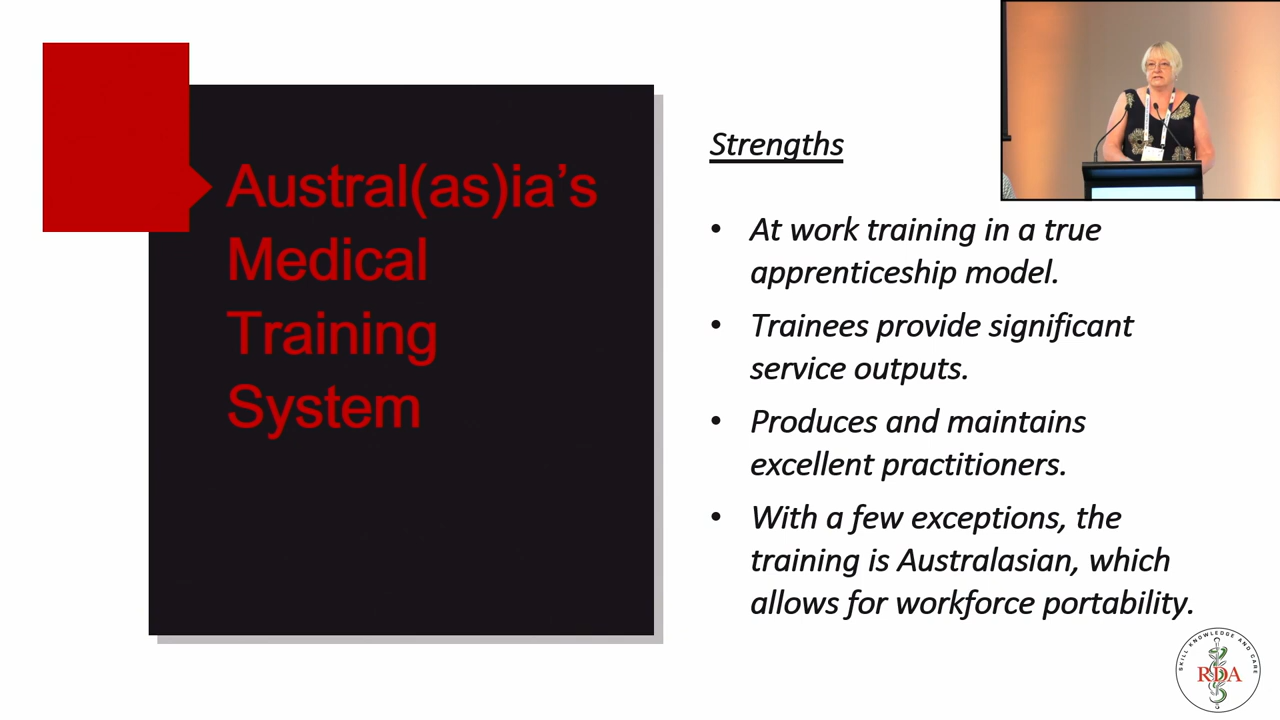 Austral(as)ia’s
Medical
Training
System
Strengths
• At work training in a true
apprenticeship model.
• Trainees provide significant
service outputs.
• Produces and maintains
excellent practitioners.
• With a few exceptions, the
training is Australasian, which
allows for workforce portability.
SKILL KNOWLEDGE AND CARE
RDA